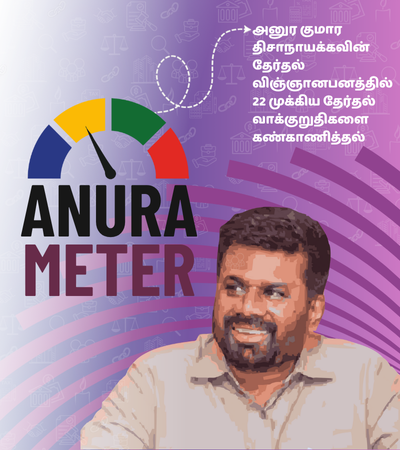 அனுர குமார
திசாநாயக்கவின்
தேர்தல்
விஞ்ஞானபனத்தில்
22 முக்கிய தேர்தல்
வாக்குறுதிகளை
கண்காணித்தல்
ANURA
METER